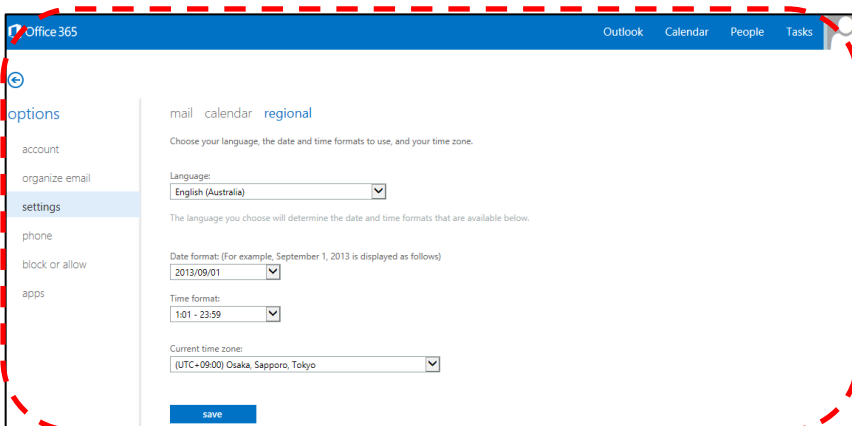 Office 365
Outlook Calendar People Tasks
options
account
organize email
settings
phone
block or allow
apps
mail calendar regional
Choose your language, the date and time formats to use, and your time zone.
Language:
English (Australia)
The language you choose will determine the date and time formats that are available below.
Date format: (For example, September 1, 2013 is displayed as follows)
2013/09/01
Time format:
1:01 - 23:59
Current time zone:
(UTC+09:00) Osaka, Sapporo, Tokyo
save